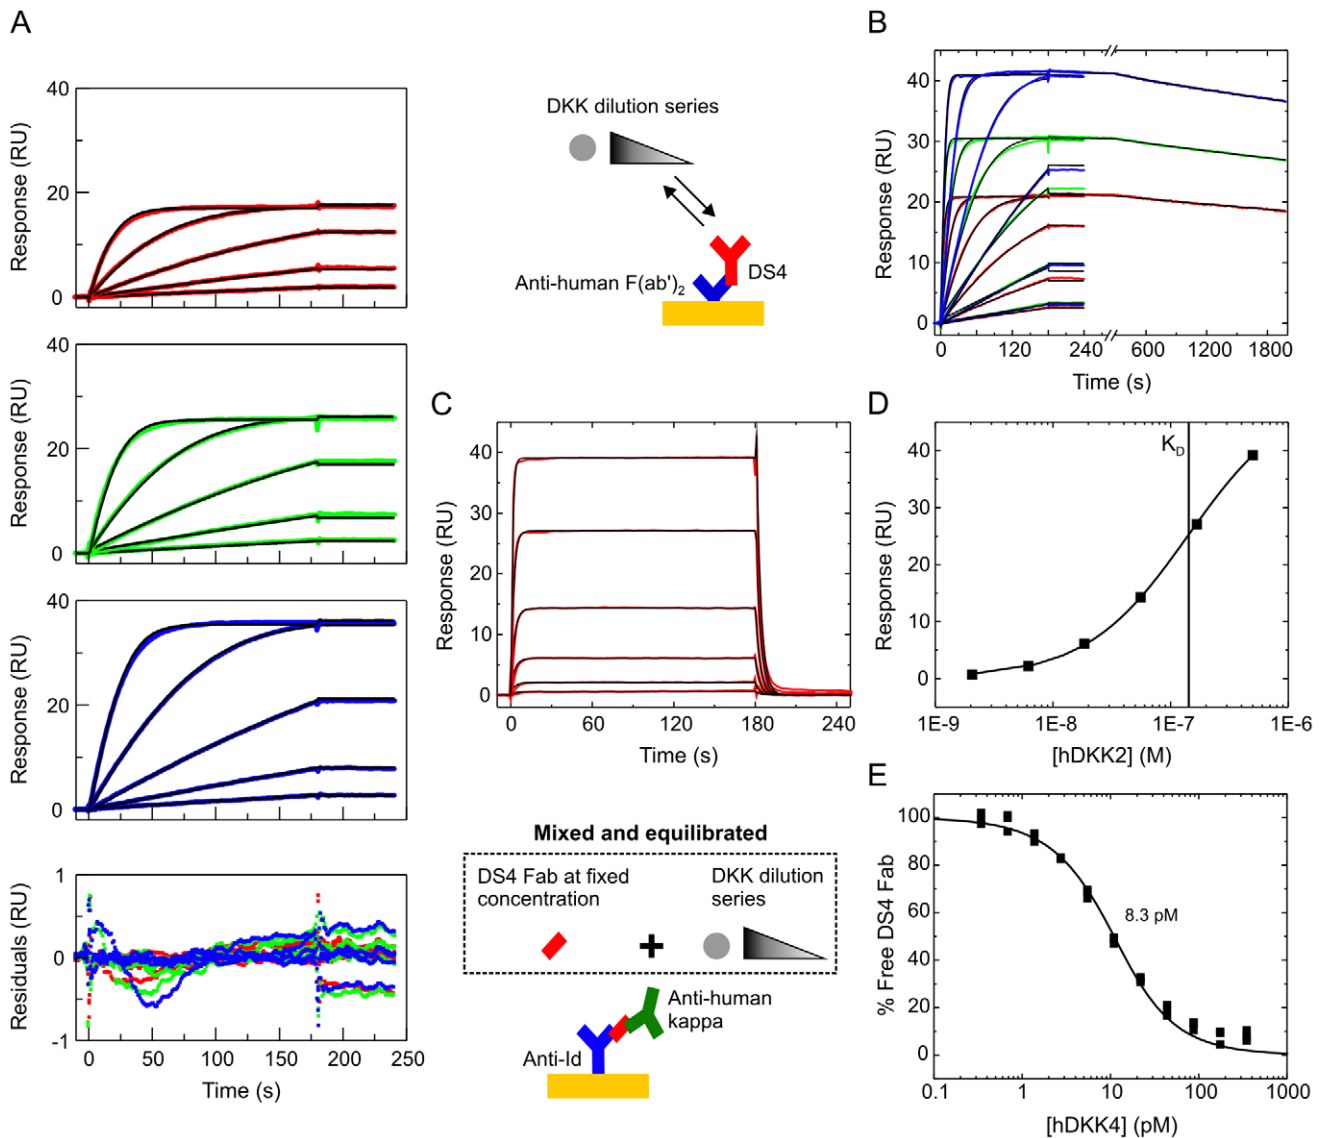 A
40
20
0
Response (RU)
40
20
0
Response (RU)
40
20
0
Response (RU)
1
0
-1
Residuals (RU)
0
50
100
150
200
250
Time (s)
DKK dilution series
Anti-human F(ab')2
DS4
B
40
30
20
10
0
Response (RU)
0
120
240
600
1200
1800
Time (s)
C
40
30
20
10
0
Response (RU)
0
60
120
180
240
Time (s)
D
KD
40
30
20
10
0
Response (RU)
1E-9
1E-8
1E-7
1E-6
[hDKK2] (M)
Mixed and equilibrated
DS4 Fab at fixed
concentration
+
DKK dilution
series
Anti-human
kappa
Anti-Id
E
100
80
60
40
20
0
% Free DS4 Fab
8.3 pM
0.1
1
10
100
1000
[hDKK4] (pM)